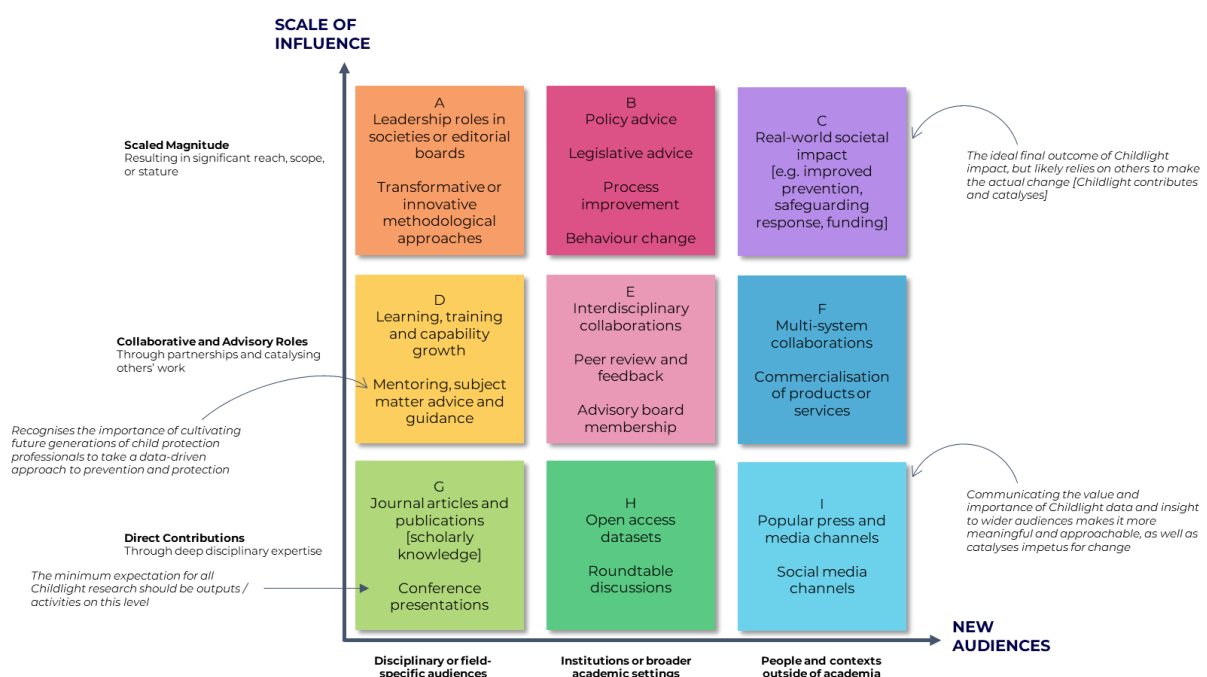 SCALE OF
INFLUENCE
Scaled Magnitude
Resulting in significant reach, scope,
or stature
A
Leadership roles in
societies or editorial
boards
Transformative or
innovative
methodological
approaches
B
Policy advice
Legislative advice
Process
improvement
Behaviour change
C
Real-world societal
impact
[e.g. improved
prevention,
safeguarding
response, funding]
The ideal final outcome of Childlight
impact, but likely relies on others to make
the actual change [Childlight contributes
and catalyses]
Collaborative and Advisory Roles
Through partnerships and catalysing
others' work
Recognises the importance of cultivating
future generations of child protection
professionals to take a data-driven
approach to prevention and protection
D
Learning, training
and capability
growth
Mentoring, subject
matter advice and
guidance
E
Interdisciplinary
collaborations
Peer review and
feedback
Advisory board
membership
F
Multi-system
collaborations
Commercialisation
of products or
services
Direct Contributions
Through deep disciplinary expertise
The minimum expectation for all
Childlight research should be outputs /
activities on this level
G
Journal articles and
publications
[scholarly
knowledge]
Conference
presentations
H
Open access
datasets
Roundtable
discussions
I
Popular press and
media channels
Social media
channels
Communicating the value and
importance of Childlight data and insight
to wider audiences makes it more
meaningful and approachable, as well as
catalyses impetus for change
NEW
AUDIENCES
Disciplinary or field-
specific audiences
Institutions or broader
academic settings
People and contexts
outside of academia